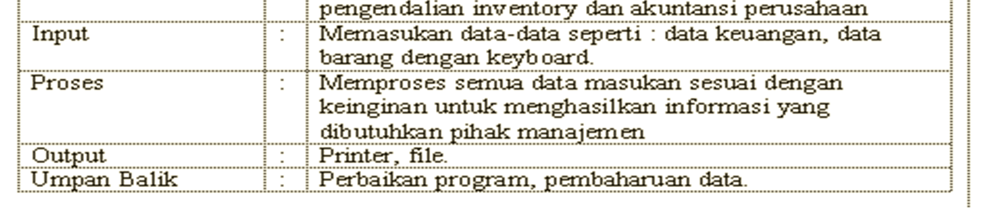 pengendalian inventory dan akuntansi perusahaan
Input : Memasukan data-data seperti : data keuangan, data
barang dengan keyboard.
Proses : Memproses semua data masukan sesuai dengan
keinginan untuk menghasilkan informasi yang
dibutuhkan pihak manajemen
Output : Printer, file.
Umpan Balik : Perbaikan program, pembaharuan data.